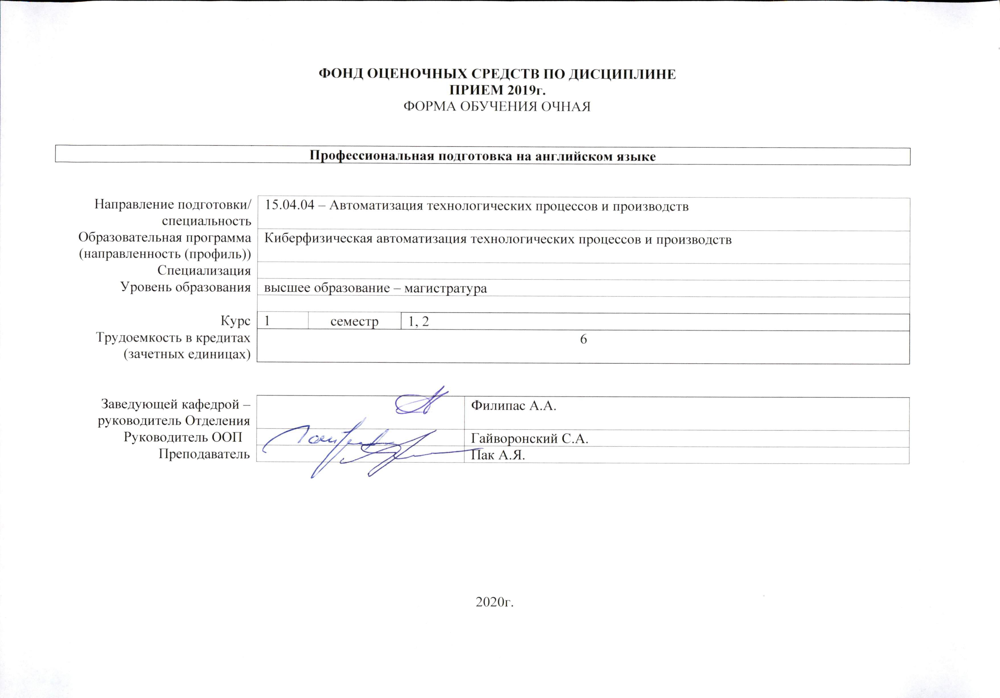 ФОНД ОЦЕНОЧНЫХ СРЕДСТВ ПО ДИСЦИПЛИНЕ
ПРИЕМ 2019г.
ФОРМА ОБУЧЕНИЯ ОЧНАЯ
Профессиональная подготовка на английском языке
Направление подготовки/ 15.04.04 – Автоматизация технологических процессов и производств
специальность
Образовательная программа Киберфизическая автоматизация технологических процессов и производств
(направленность (профиль))
Специализация
Уровень образования высшее образование – магистратура
Курс 1 семестр 1, 2
Трудоемкость в кредитах 6
(зачетных единицах)
Заведующей кафедрой – Филипас А.А.
руководитель Отделения
Руководитель ООП Гайворонский С.А.
Преподаватель Пак А.Я.
2020г.